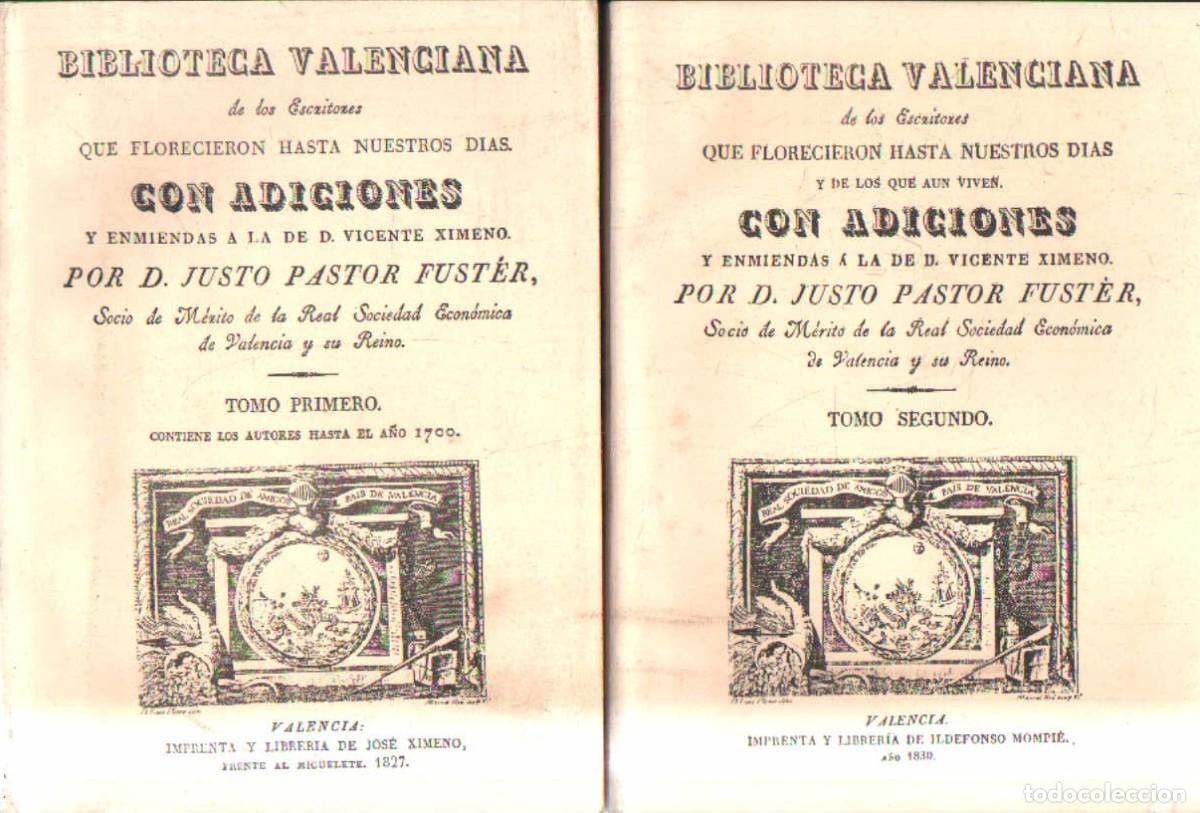 BIBLIOTECA VALENCIANA
de los Escritores
QUE FLORECIERON HASTA NUESTROS DIAS.
CON ADICIONES
Y ENMIENDAS A LA DE D. VICENTE XIMENO.
POR D. JUSTO PASTOR FUSTÉR,
Socio de Mérito de la Real Sociedad Económica
de Valencia y su Reino.
TOMO PRIMERO.
CONTIENE LOS AUTORES HASTA EL AÑO 1700.
REAL SOCIEDAD DE AMIGOS
PAIS DE VALENCIA
VALENCIA:
IMPRENTA Y LIBRERIA DE JOSÉ XIMENO,
FRENTE AL MIGUELETE. 1827.
BIBLIOTECA VALENCIANA
de los Escritores
QUE FLORECIERON HASTA NUESTROS DIAS
Y DE LOS QUE AUN VIVEN.
CON ADICIONES
Y ENMIENDAS Á LA DE D. VICENTE XIMENO.
POR D. JUSTO PASTOR FUSTÈR,
Socio de Mérito de la Real Sociedad Económica
de Valencia y su Reino.
TOMO SEGUNDO.
REAL SOCIEDAD DE AMIGOS
PAIS DE VALENCIA
VALENCIA.
IMPRENTA Y LIBRERÍA DE ILDEFONSO MOMPIÉ.
AÑO 1830.
todocoleccion